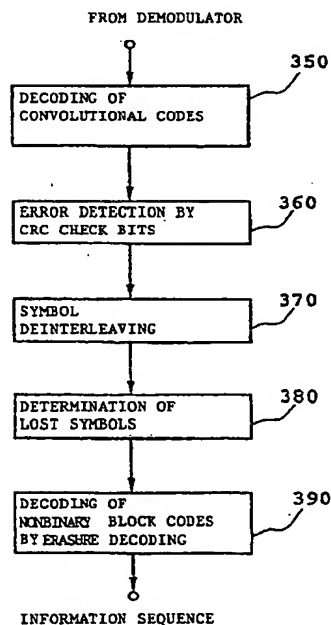 FROM DEMODULATOR
350
DECODING OF
CONVOLUTIONAL CODES
360
ERROR DETECTION BY
CRC CHECK BITS
370
SYMBOL
DEINTERLEAVING
380
DETERMINATION OF
LOST SYMBOLS
390
DECODING OF
NONBINARY BLOCK CODES
BY ERASHRE DECODING
INFORMATION SEQUENCE